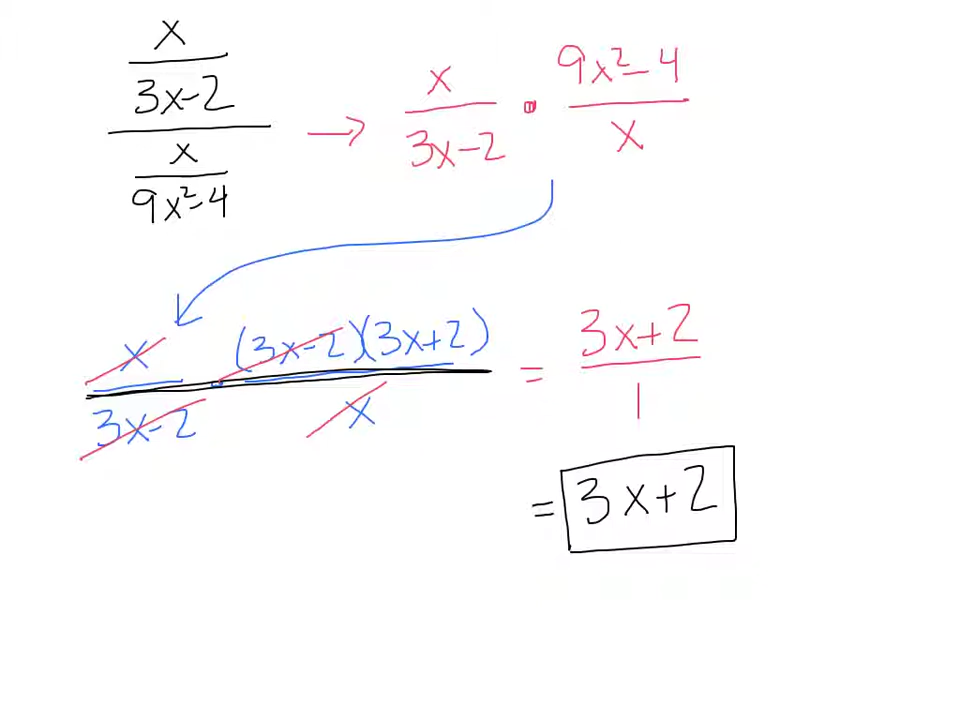 x/(3x-2) / x/(9x²-4) → x/(3x-2) · (9x²-4)/x
x/(3x-2) · (3x-2)(3x+2)/x = (3x+2)/1
= 3x+2